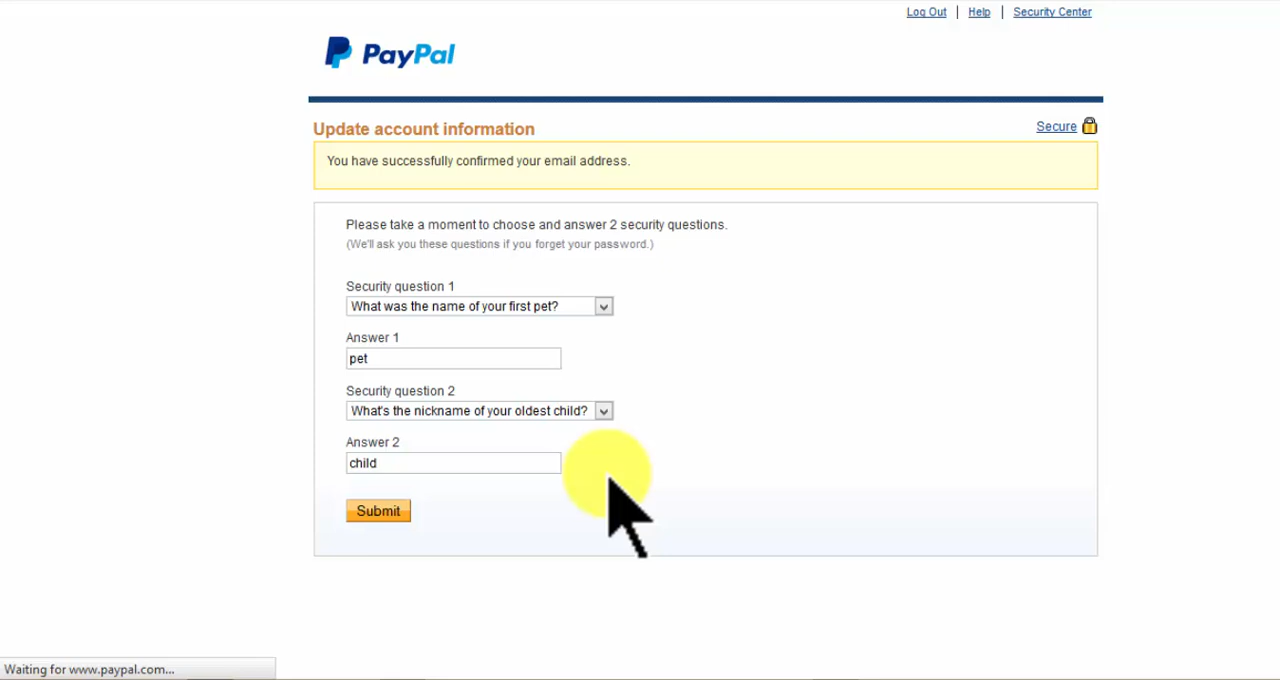 Log Out | Help | Security Center
PayPal
Update account information
Secure
You have successfully confirmed your email address.
Please take a moment to choose and answer 2 security questions.
(We'll ask you these questions if you forget your password.)
Security question 1
What was the name of your first pet?
Answer 1
pet
Security question 2
What's the nickname of your oldest child?
Answer 2
child
Submit
Waiting for www.paypal.com...